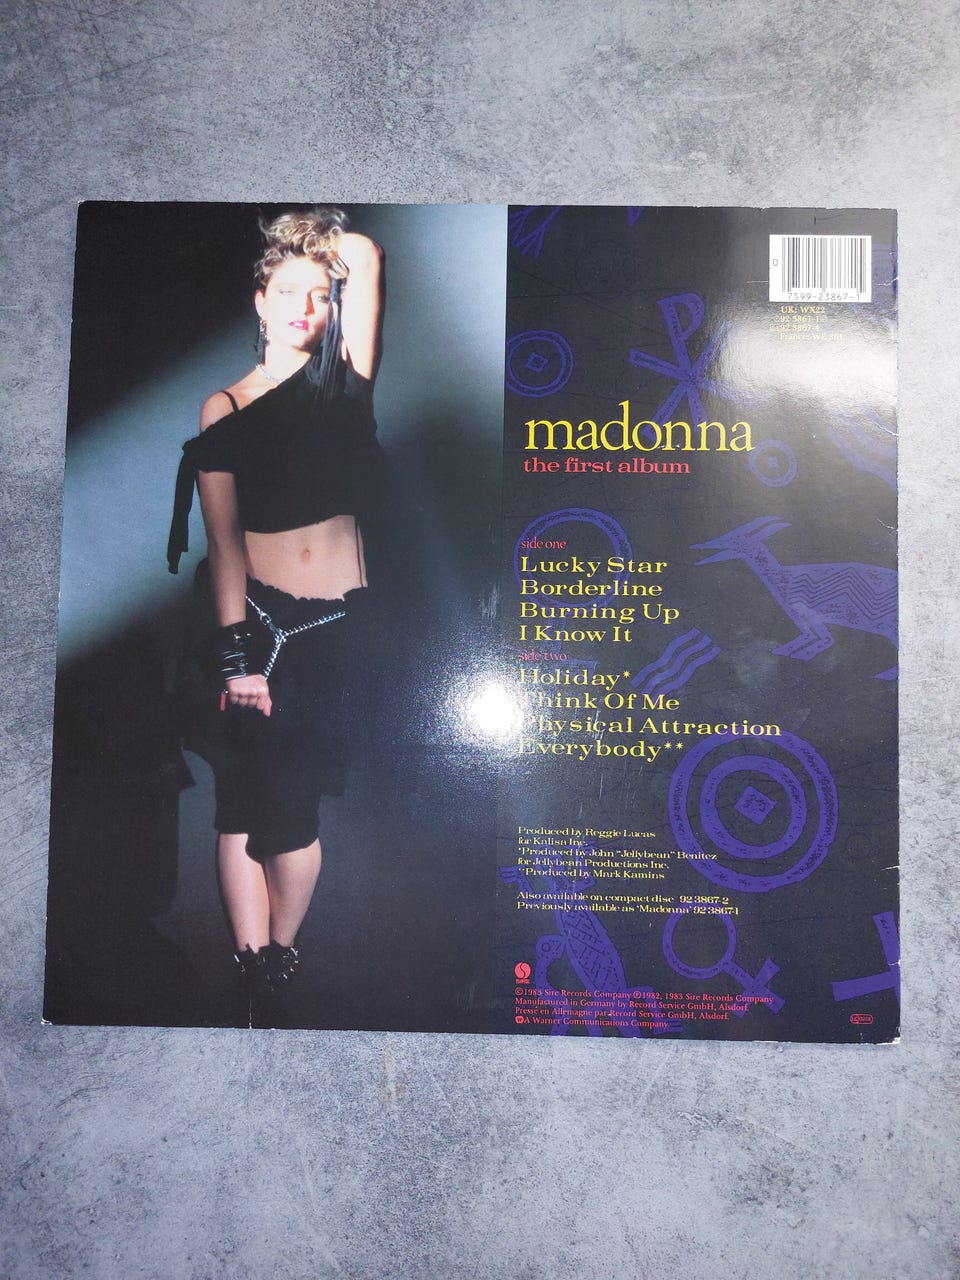 0
7599-23867-1
UK: WX22
92 3867-1
92 3867-4
France: WE 361
madonna
the first album
side one
Lucky Star
Borderline
Burning Up
I Know It
side two
Holiday*
Think Of Me
Physical Attraction
Everybody**
Produced by Reggie Lucas
for Kalisa Inc.
*Produced by John "Jellybean" Benitez
for Jellybean Productions Inc.
**Produced by Mark Kamins
Also available on compact disc 92 3867-2
Previously available as 'Madonna' 92 3867-1
SIRE
©1983 Sire Records Company ℗1982, 1983 Sire Records Company
Manufactured in Germany by Record Service GmbH, Alsdorf.
Presse en Allemagne par Record Service GmbH, Alsdorf.
A Warner Communications Company.